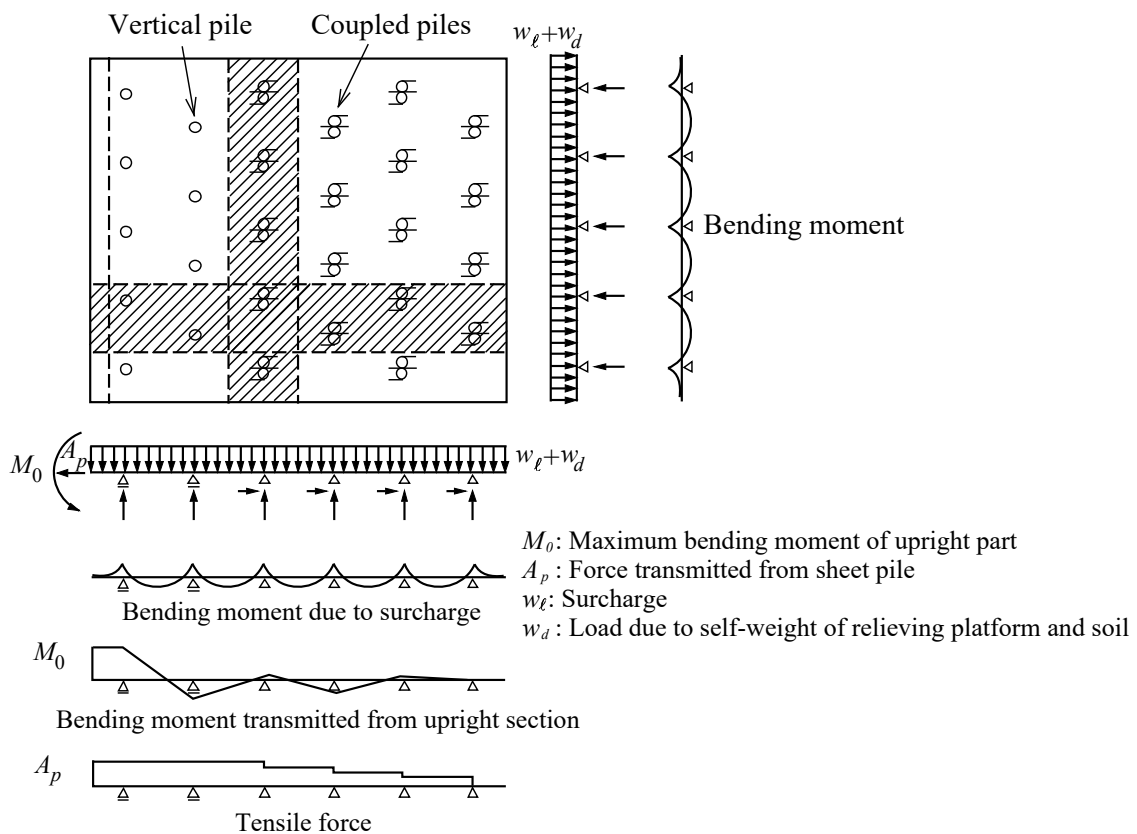 Vertical pile
Coupled piles
wℓ+wd
Bending moment
M0
Ap
wℓ+wd
Bending moment due to surcharge
M0: Maximum bending moment of upright part
Ap : Force transmitted from sheet pile
wℓ: Surcharge
wd : Load due to self-weight of relieving platform and soil
M0
Bending moment transmitted from upright section
Ap
Tensile force